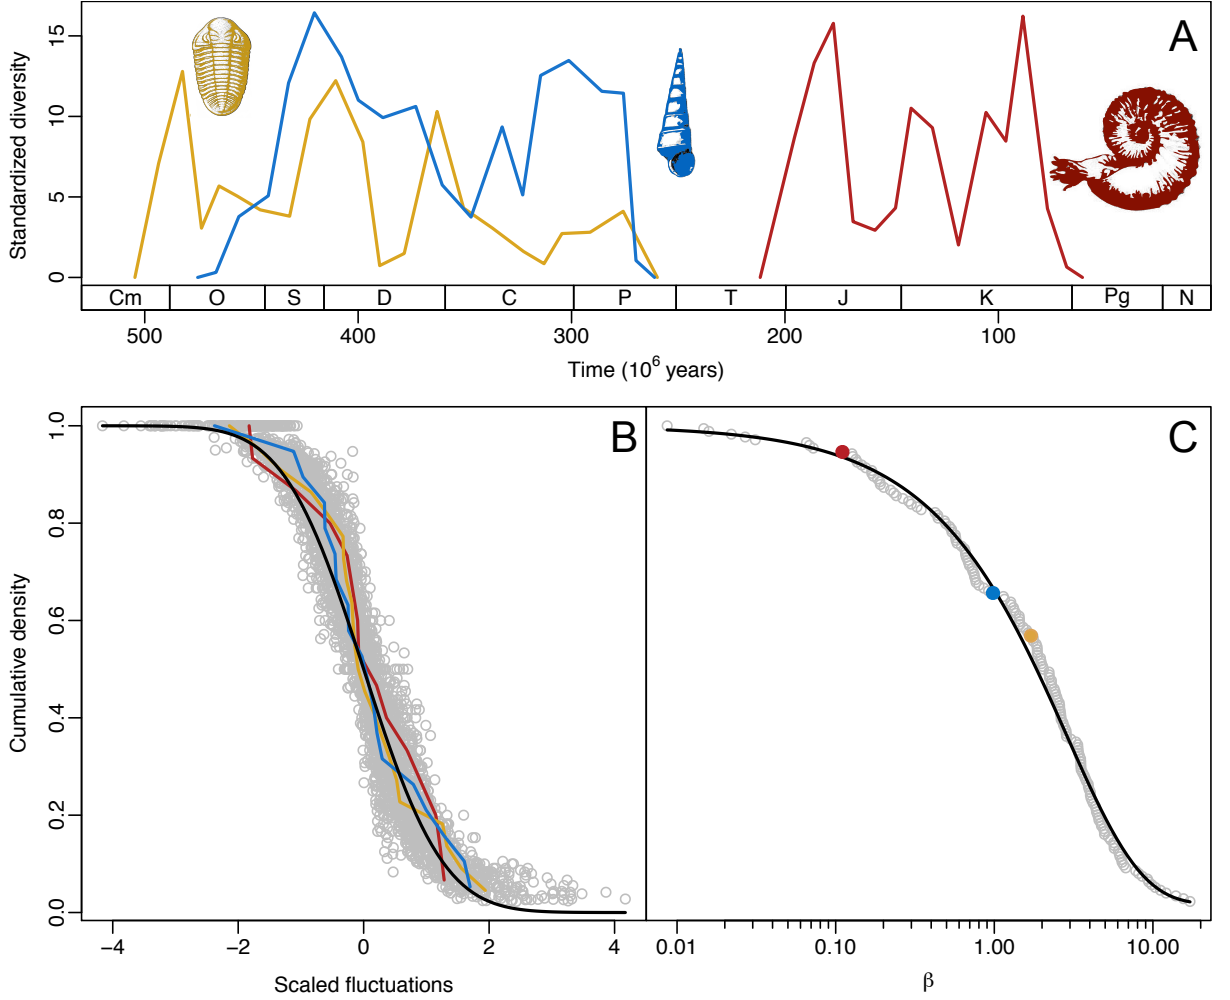 A
Standardized diversity
15
10
5
0
Cm O S D C P T J K Pg N
500 400 300 200 100
Time (10⁶ years)
B
C
Cumulative density
1.0
0.8
0.6
0.4
0.2
0.0
−4 −2 0 2 4
0.01 0.10 1.00 10.00
Scaled fluctuations
β